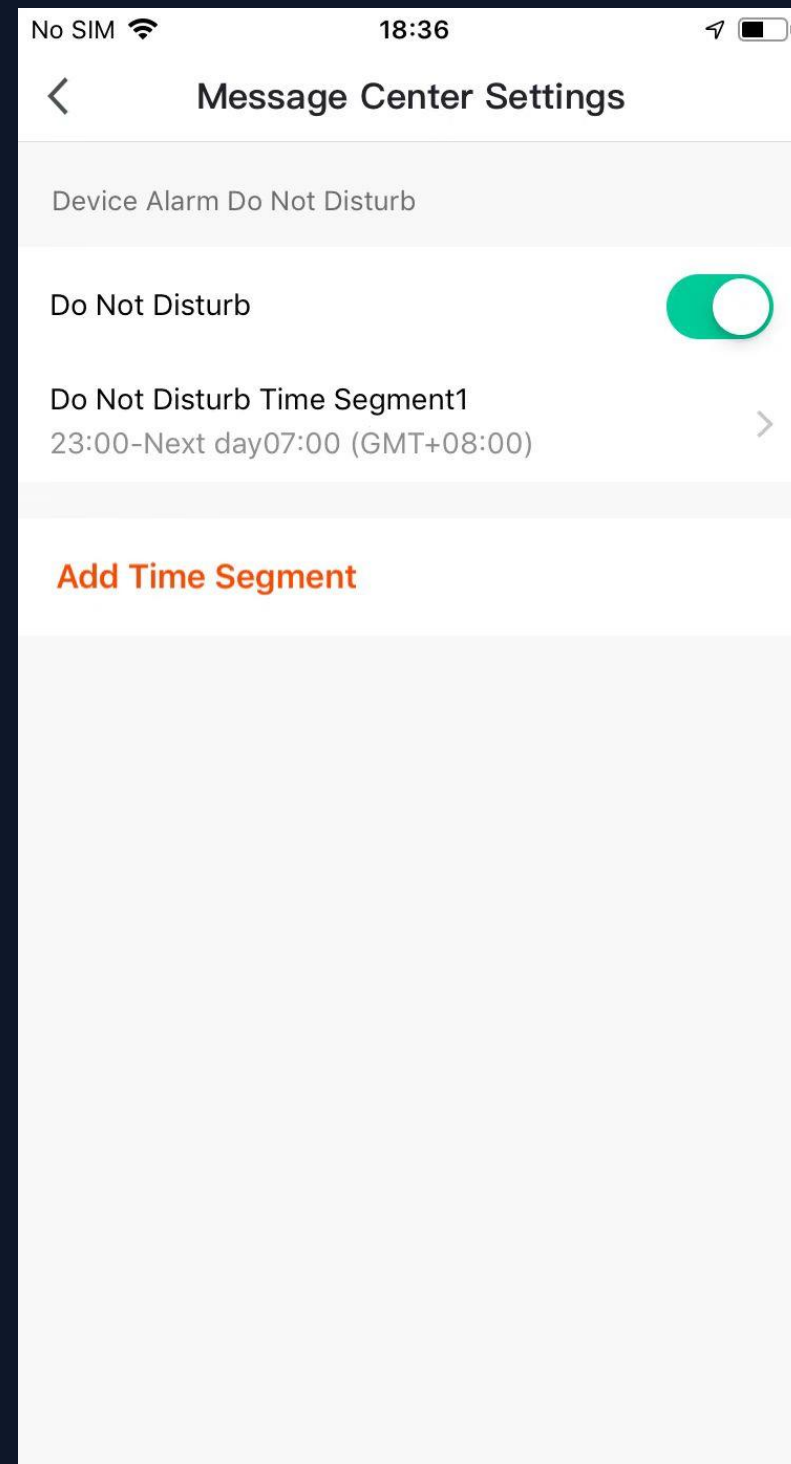 No SIM 18:36
Message Center Settings
Device Alarm Do Not Disturb
Do Not Disturb
Do Not Disturb Time Segment1
23:00-Next day07:00 (GMT+08:00)
Add Time Segment